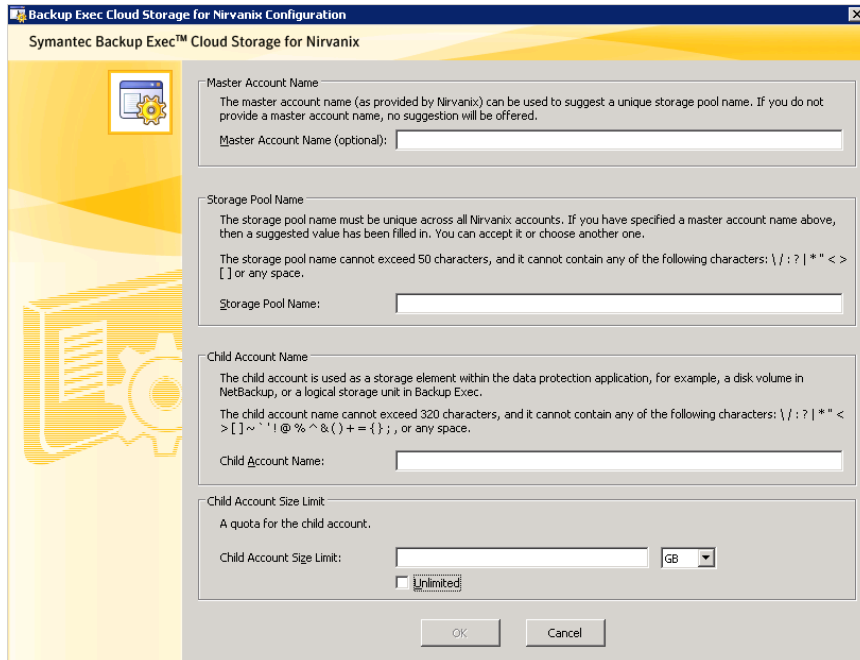 Backup Exec Cloud Storage for Nirvanix Configuration
Symantec Backup Exec™ Cloud Storage for Nirvanix
Master Account Name
The master account name (as provided by Nirvanix) can be used to suggest a unique storage pool name. If you do not
provide a master account name, no suggestion will be offered.
Master Account Name (optional):
Storage Pool Name
The storage pool name must be unique across all Nirvanix accounts. If you have specified a master account name above,
then a suggested value has been filled in. You can accept it or choose another one.
The storage pool name cannot exceed 50 characters, and it cannot contain any of the following characters: \ / : ? | * " < >
[ ] or any space.
Storage Pool Name:
Child Account Name
The child account is used as a storage element within the data protection application, for example, a disk volume in
NetBackup, or a logical storage unit in Backup Exec.
The child account name cannot exceed 320 characters, and it cannot contain any of the following characters: \ / : ? | * " <
> [ ] ~ ` ' ! @ % ^ & ( ) + = { } ; , or any space.
Child Account Name:
Child Account Size Limit
A quota for the child account.
Child Account Size Limit:
GB
Unlimited
OK
Cancel